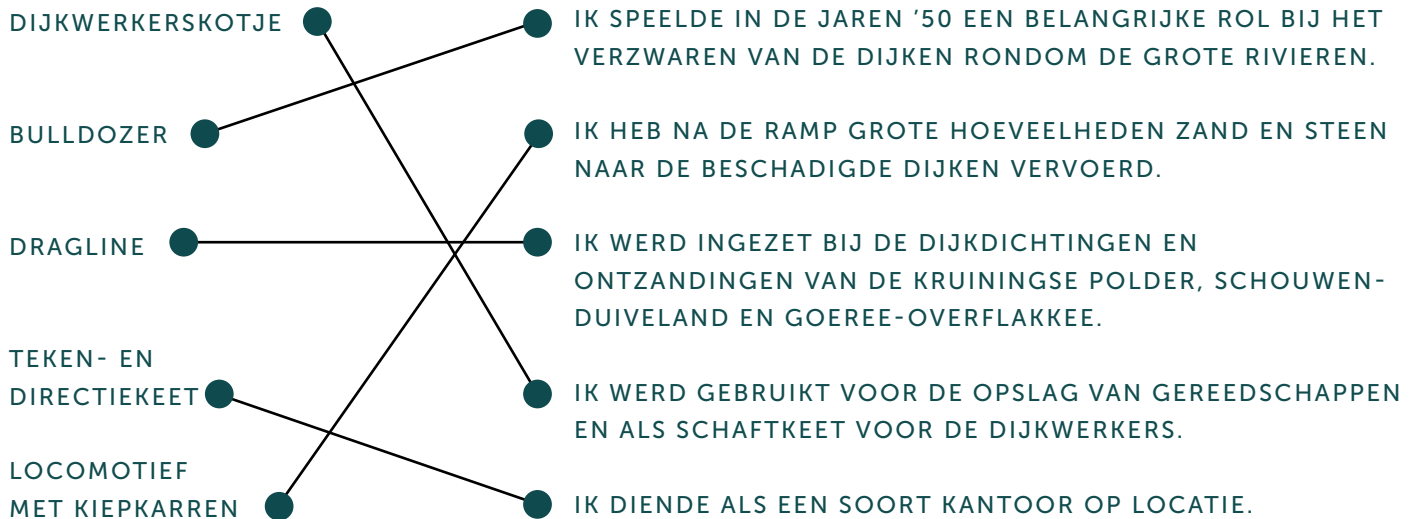 DIJKWERKERSKOTJE
BULLDOZER
DRAGLINE
TEKEN- EN
DIRECTIEKEET
LOCOMOTIEF
MET KIEPKARREN
IK SPEELDE IN DE JAREN ’50 EEN BELANGRIJKE ROL BIJ HET
VERZWAREN VAN DE DIJKEN RONDOM DE GROTE RIVIEREN.
IK HEB NA DE RAMP GROTE HOEVEELHEDEN ZAND EN STEEN
NAAR DE BESCHADIGDE DIJKEN VERVOERD.
IK WERD INGEZET BIJ DE DIJKDICHTINGEN EN
ONTZANDINGEN VAN DE KRUININGSE POLDER, SCHOUWEN-
DUIVELAND EN GOEREE-OVERFLAKKEE.
IK WERD GEBRUIKT VOOR DE OPSLAG VAN GEREEDSCHAPPEN
EN ALS SCHAFTKEET VOOR DE DIJKWERKERS.
IK DIENDE ALS EEN SOORT KANTOOR OP LOCATIE.